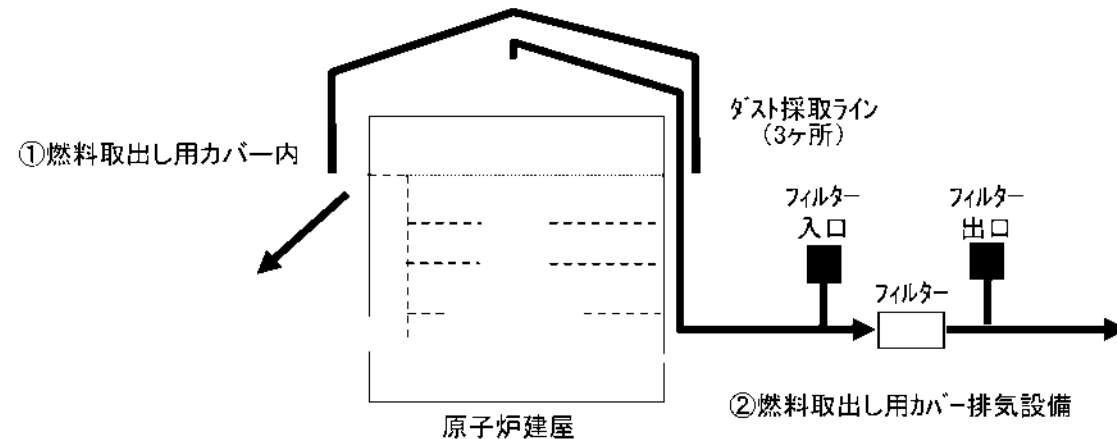 ダスト採取ライン
（3ヶ所）
①燃料取出し用カバー内
フィルター
入口
フィルター
出口
フィルター
②燃料取出し用カバー排気設備
原子炉建屋